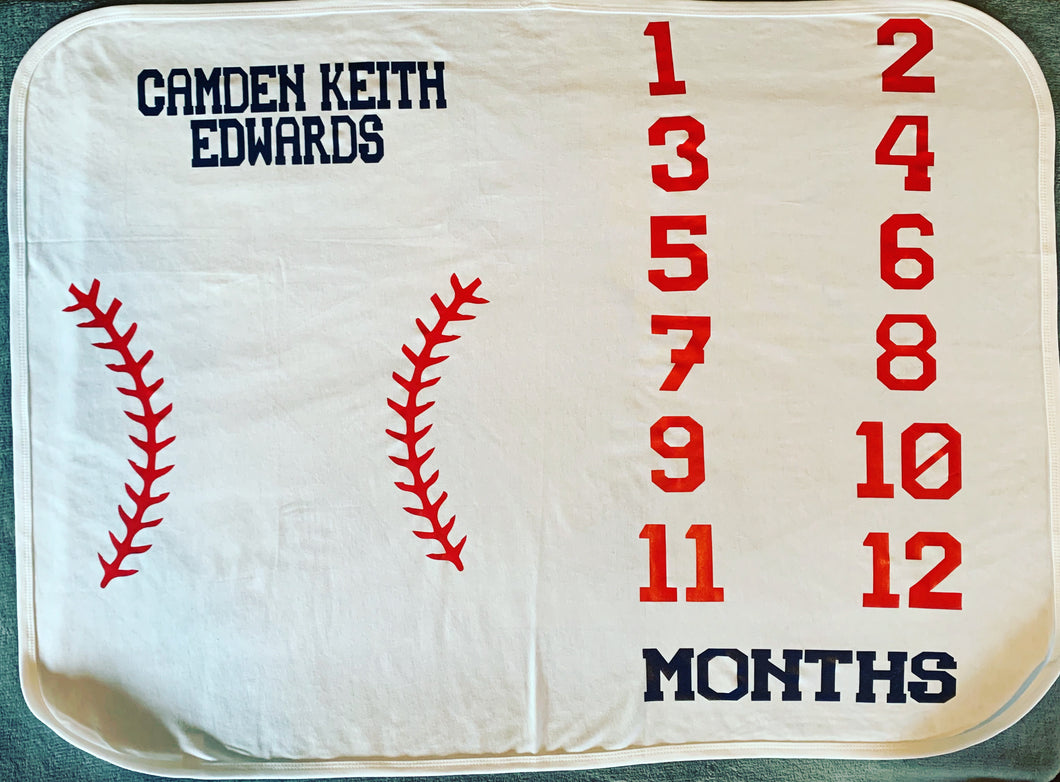 CAMDEN KEITH
EDWARDS
1 2
3 4
5 6
7 8
9 10
11 12
MONTHS